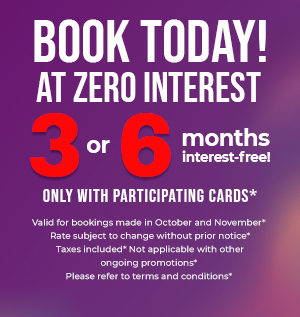 BOOK TODAY!
AT ZERO INTEREST
3 or 6 months
interest-free!
ONLY WITH PARTICIPATING CARDS*
Valid for bookings made in October and November*
Rate subject to change without prior notice*
Taxes included* Not applicable with other
ongoing promotions*
Please refer to terms and conditions*